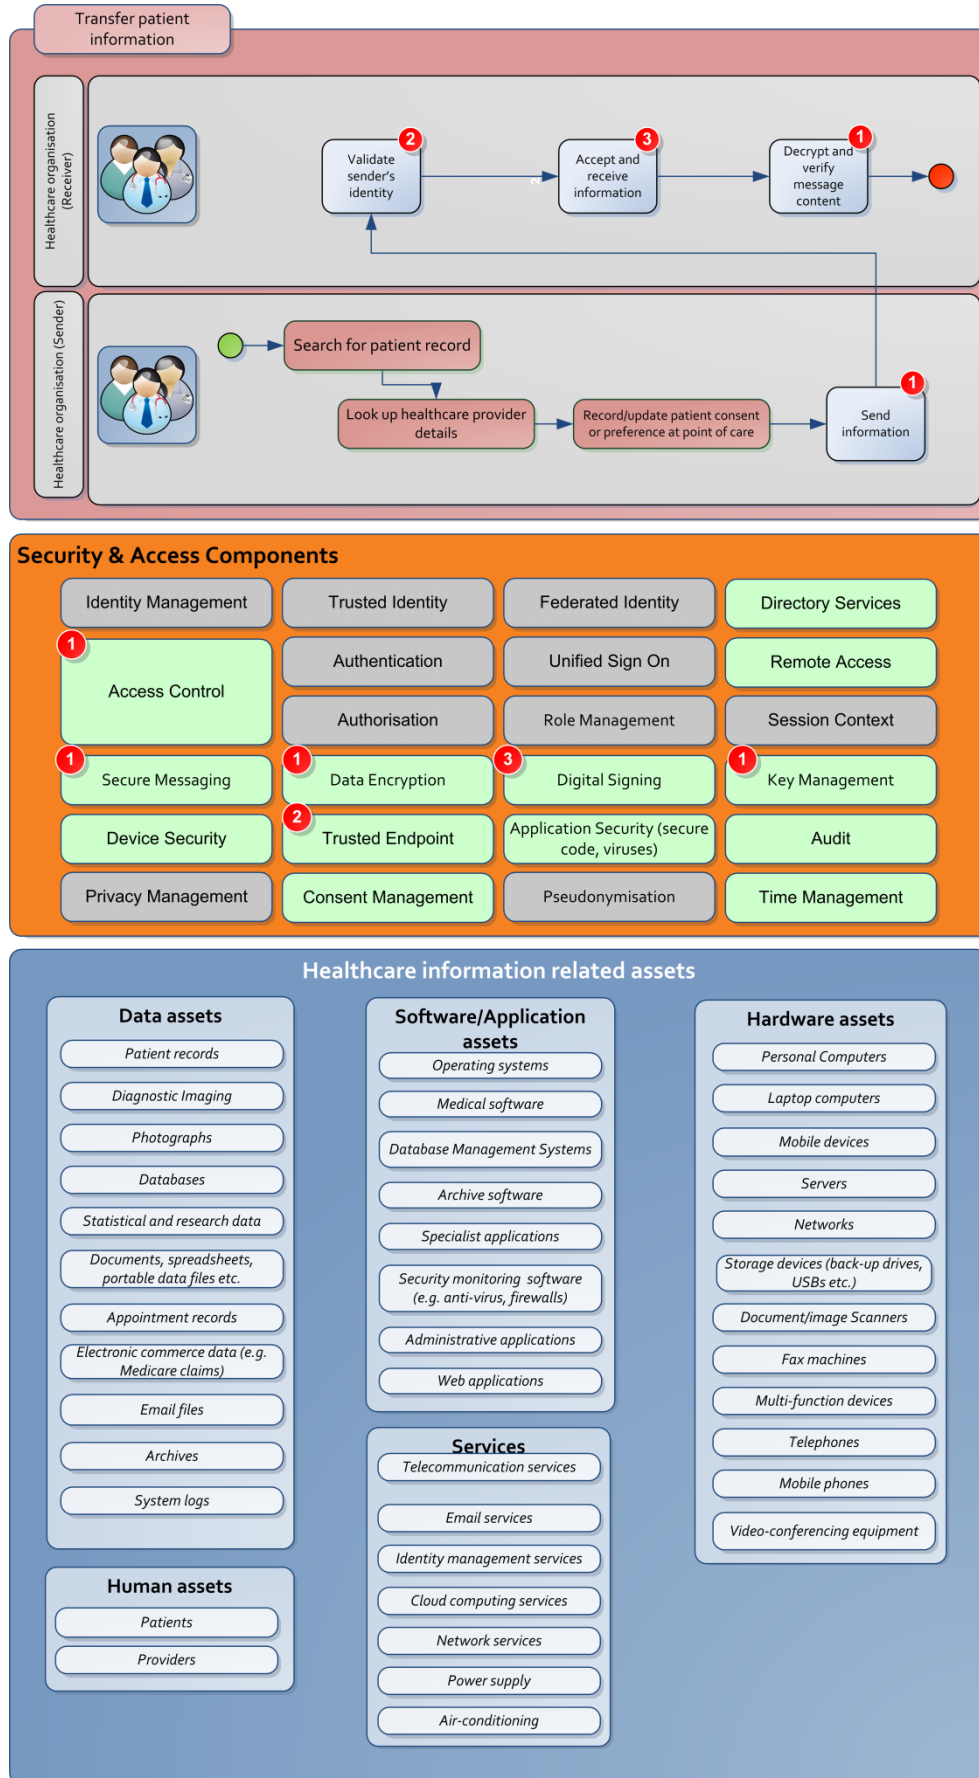 Transfer patient
information
Healthcare organisation
(Receiver)
2
Validate
sender's
identity
2
3
Accept and
receive
information
1
Decrypt and
verify
message
content
Healthcare organisation (Sender)
Search for patient record
Look up healthcare provider
details
Record/update patient consent
or preference at point of care
1
Send
information
Security & Access Components
Identity Management
Trusted Identity
Federated Identity
Directory Services
1
Access Control
Authentication
Unified Sign On
Remote Access
Authorisation
Role Management
Session Context
1
Secure Messaging
1
Data Encryption
3
Digital Signing
1
Key Management
Device Security
2
Trusted Endpoint
Application Security (secure
code, viruses)
Audit
Privacy Management
Consent Management
Pseudonymisation
Time Management
Healthcare information related assets
Data assets
Patient records
Diagnostic Imaging
Photographs
Databases
Statistical and research data
Documents, spreadsheets,
portable data files etc.
Appointment records
Electronic commerce data (e.g.
Medicare claims)
Email files
Archives
System logs
Human assets
Patients
Providers
Software/Application
assets
Operating systems
Medical software
Database Management Systems
Archive software
Specialist applications
Security monitoring software
(e.g. anti-virus, firewalls)
Administrative applications
Web applications
Services
Telecommunication services
Email services
Identity management services
Cloud computing services
Network services
Power supply
Air-conditioning
Hardware assets
Personal Computers
Laptop computers
Mobile devices
Servers
Networks
Storage devices (back-up drives,
USBs etc.)
Document/image Scanners
Fax machines
Multi-function devices
Telephones
Mobile phones
Video-conferencing equipment